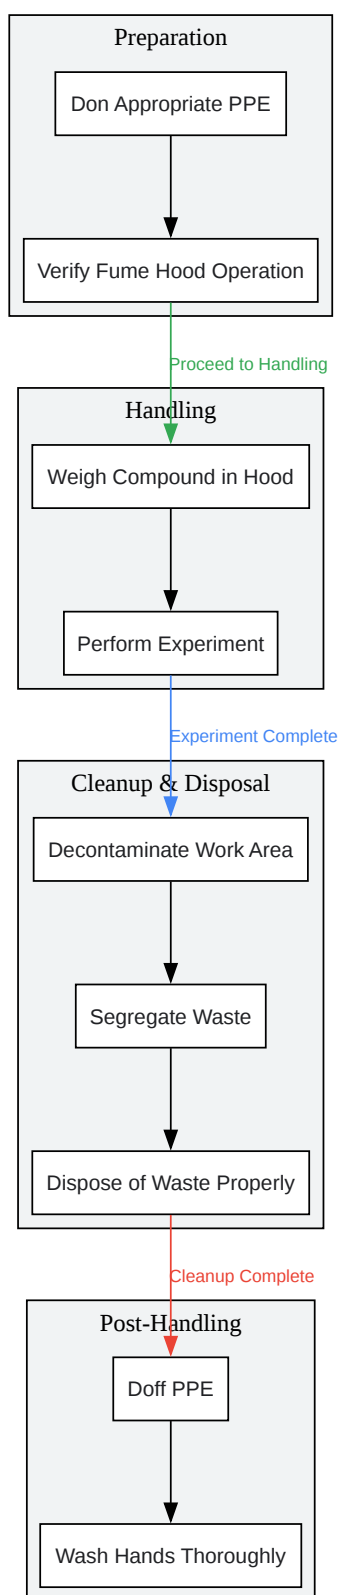 Preparation
Don Appropriate PPE
Verify Fume Hood Operation
Proceed to Handling
Handling
Weigh Compound in Hood
Perform Experiment
Experiment Complete
Cleanup & Disposal
Decontaminate Work Area
Segregate Waste
Dispose of Waste Properly
Cleanup Complete
Post-Handling
Doff PPE
Wash Hands Thoroughly